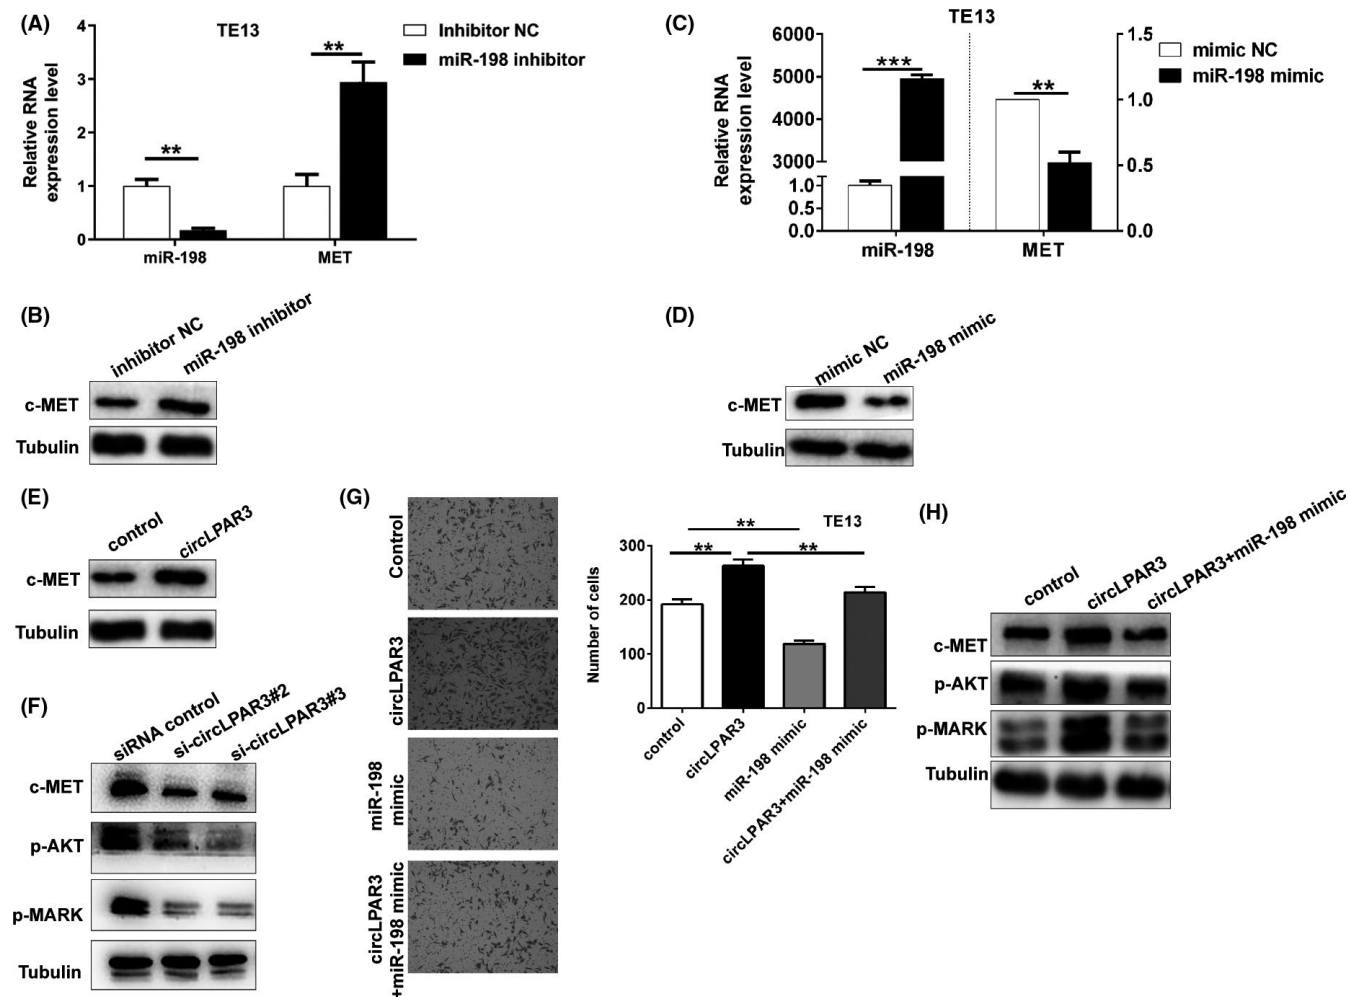 (A)
TE13
Inhibitor NC
miR-198 inhibitor
Relative RNA
expression level
4
3
2
1
0
**
**
miR-198
MET
(C)
TE13
mimic NC
miR-198 mimic
Relative RNA
expression level
6000
5000
4000
3000
1.0
0.5
0.0
***
**
1.5
1.0
0.5
0.0
miR-198
MET
(B)
inhibitor NC
miR-198 inhibitor
c-MET
Tubulin
(D)
mimic NC
miR-198 mimic
c-MET
Tubulin
(E)
control
circLPAR3
c-MET
Tubulin
(F)
siRNA control
si-circLPAR3#2
si-circLPAR3#3
c-MET
p-AKT
p-MARK
Tubulin
(G)
Control
circLPAR3
miR-198
mimic
circLPAR3
+miR-198 mimic
TE13
Number of cells
300
200
100
0
**
**
**
control
circLPAR3
miR-198 mimic
circLPAR3+miR-198 mimic
(H)
control
circLPAR3
circLPAR3+miR-198 mimic
c-MET
p-AKT
p-MARK
Tubulin